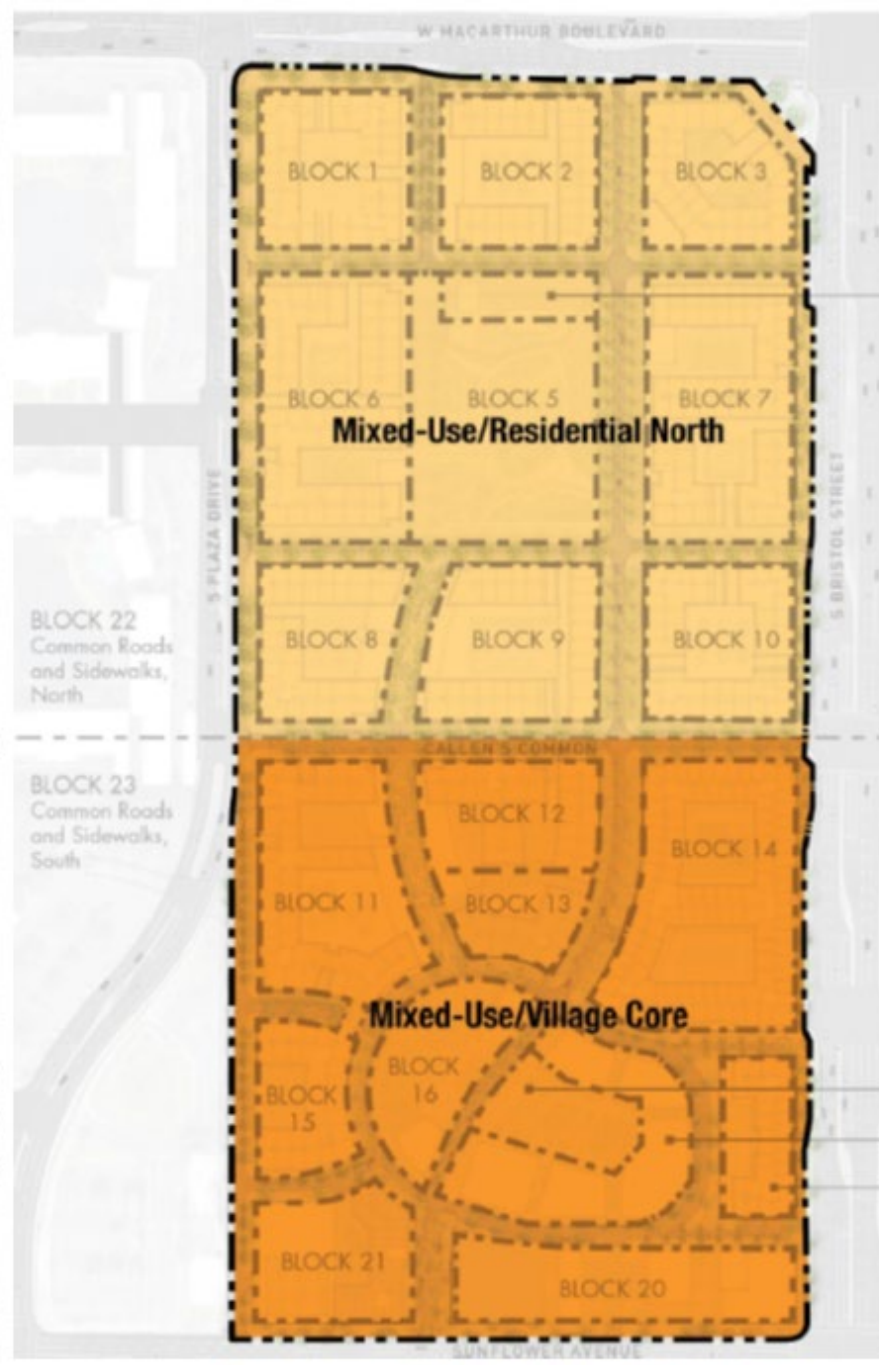 W MACARTHUR BOULEVARD
BLOCK 1
BLOCK 2
BLOCK 3
BLOCK 6
BLOCK 5
BLOCK 7
Mixed-Use/Residential North
S PLAZA DRIVE
S BRISTOL STREET
BLOCK 22
Common Roads
and Sidewalks,
North
BLOCK 8
BLOCK 9
BLOCK 10
CALLEN'S COMMON
BLOCK 23
Common Roads
and Sidewalks,
South
BLOCK 12
BLOCK 14
BLOCK 11
BLOCK 13
Mixed-Use/Village Core
BLOCK
16
BLOCK
15
BLOCK 21
BLOCK 20
SUNFLOWER AVENUE